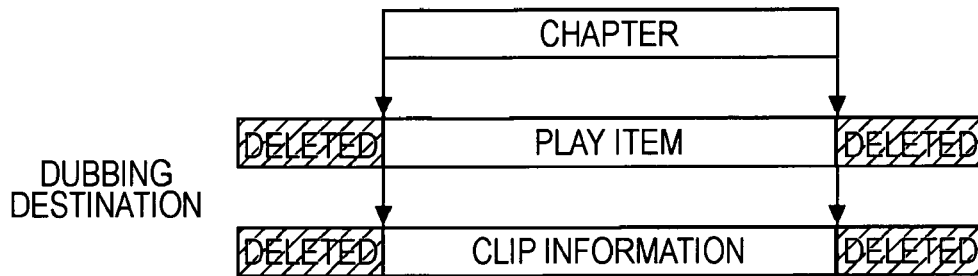 CHAPTER
DELETED PLAY ITEM DELETED
DUBBING
DESTINATION
DELETED CLIP INFORMATION DELETED